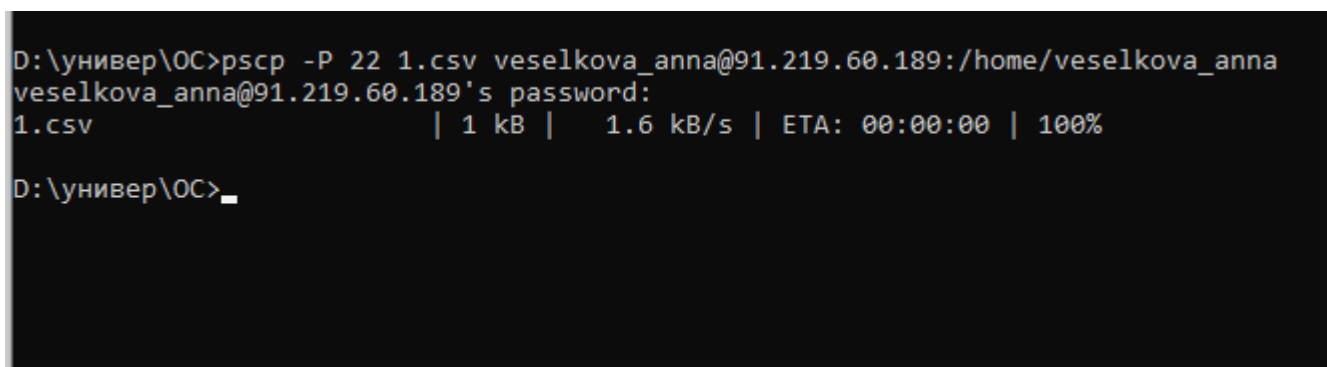 D:\универ\ОС>pscp -P 22 1.csv veselkova_anna@91.219.60.189:/home/veselkova_anna
veselkova_anna@91.219.60.189's password:
1.csv                     | 1 kB |   1.6 kB/s | ETA: 00:00:00 | 100%
D:\универ\ОС>